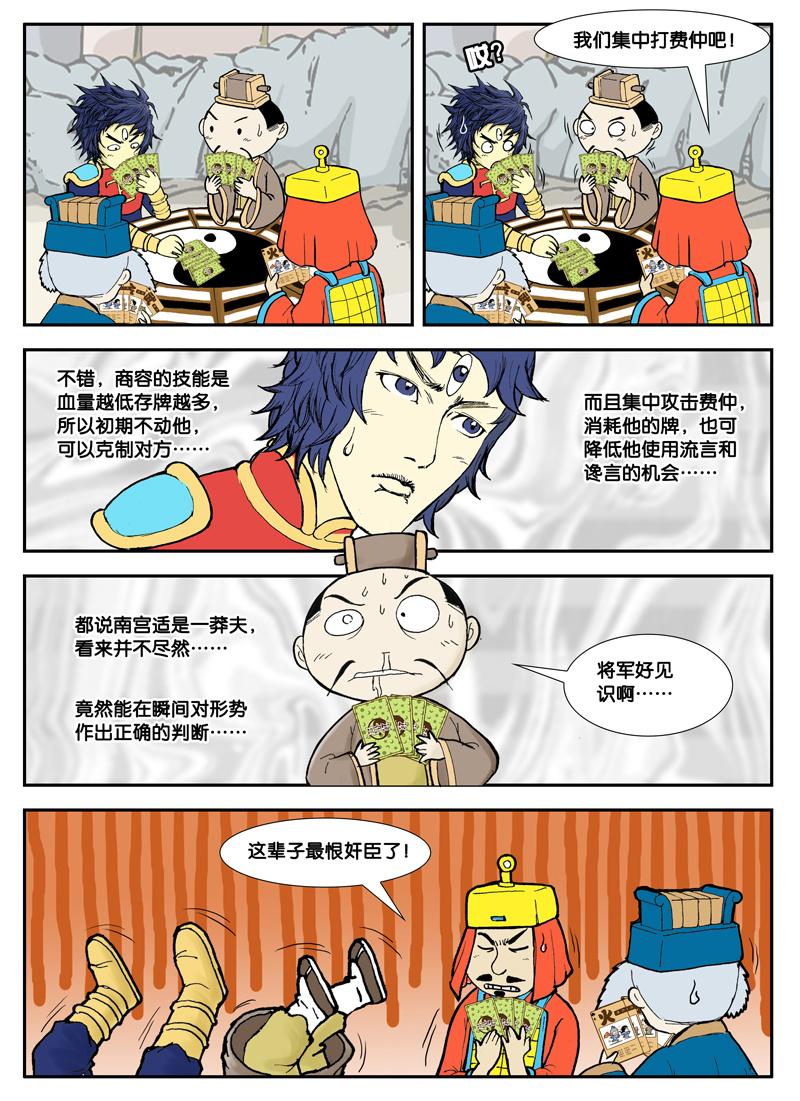 哎?
我们集中打费仲吧!
不错，商容的技能是
血量越低存牌越多，
所以初期不动他，
可以克制对方……
而且集中攻击费仲，
消耗他的牌，也可
降低他使用流言和
谗言的机会……
都说南宫适是一莽夫，
看来并不尽然……
竟然能在瞬间对形势
作出正确的判断……
将军好见
识啊……
这辈子最恨奸臣了!
火
火